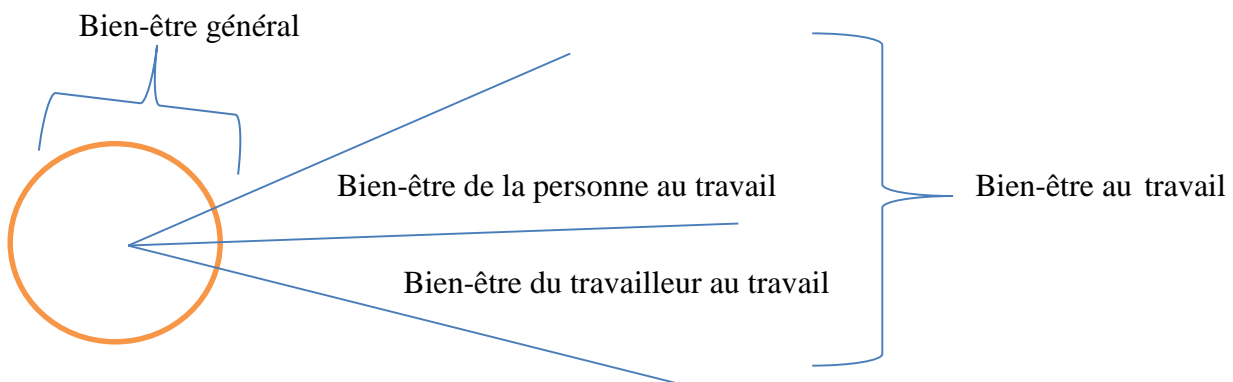 Bien-être général
Bien-être de la personne au travail
Bien-être au travail
Bien-être du travailleur au travail